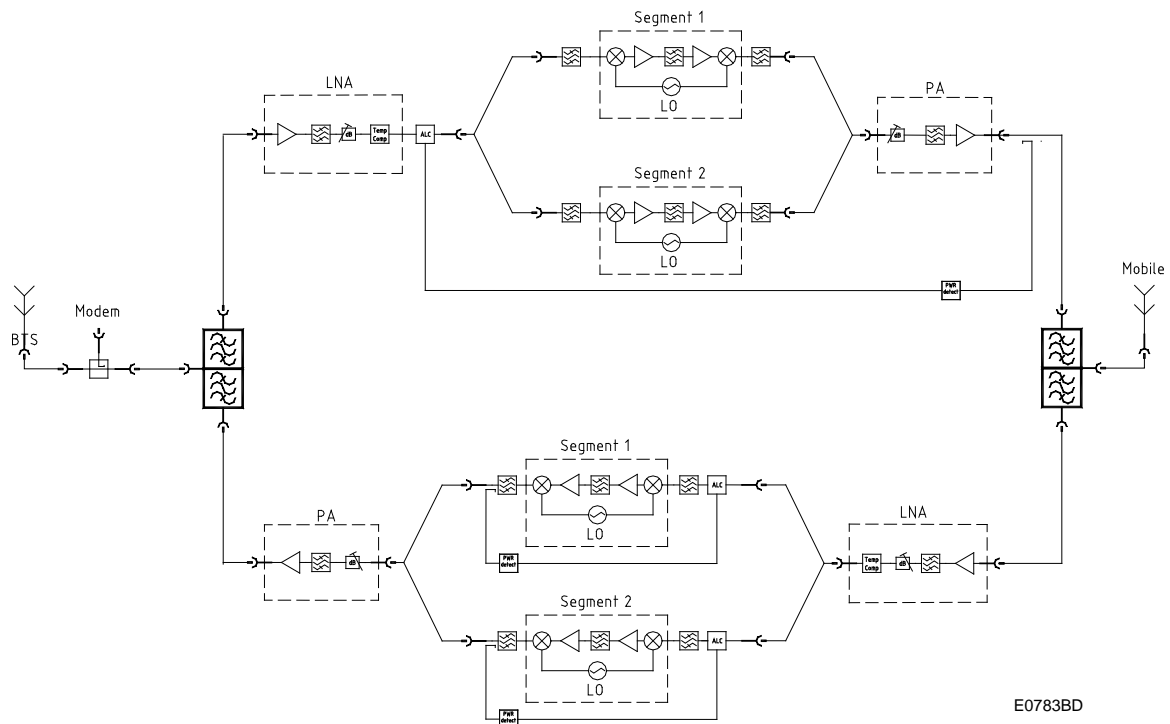 Segment 1
LNA
LO
PA
dB
Temp
Comp
ALC
dB
Segment 2
LO
PWR
detect
Mobile
Modem
BTS
Segment 1
ALC
PA
LO
LNA
dB
PWR
detect
Temp
Comp
dB
Segment 2
ALC
LO
PWR
detect
E0783BD